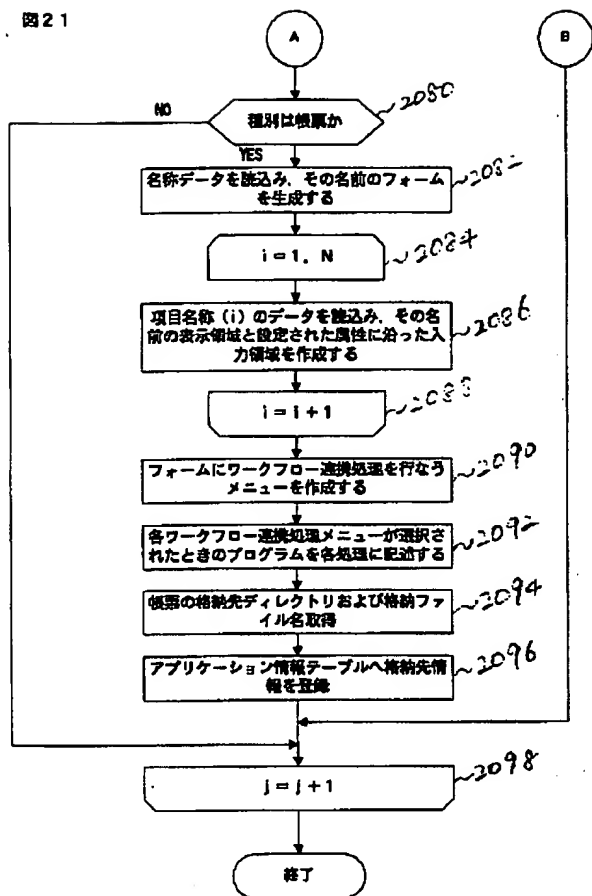 図21
A
B
種別は帳票か
2080
NO
YES
名称データを読込み、その名前のフォーム
を生成する
2082
i=1, N
2084
項目名称(i)のデータを読込み、その名
前の表示領域と設定された属性に沿った入
力領域を作成する
2086
i=i+1
2088
フォームにワークフロー連携処理を行なう
メニューを作成する
2090
各ワークフロー連携処理メニューが選択さ
れたときのプログラムを各処理に記述する
2092
帳票の格納先ディレクトリおよび格納ファ
イル名取得
2094
アプリケーション情報テーブルへ格納先情
報を登録
2096
j=j+1
2098
終了